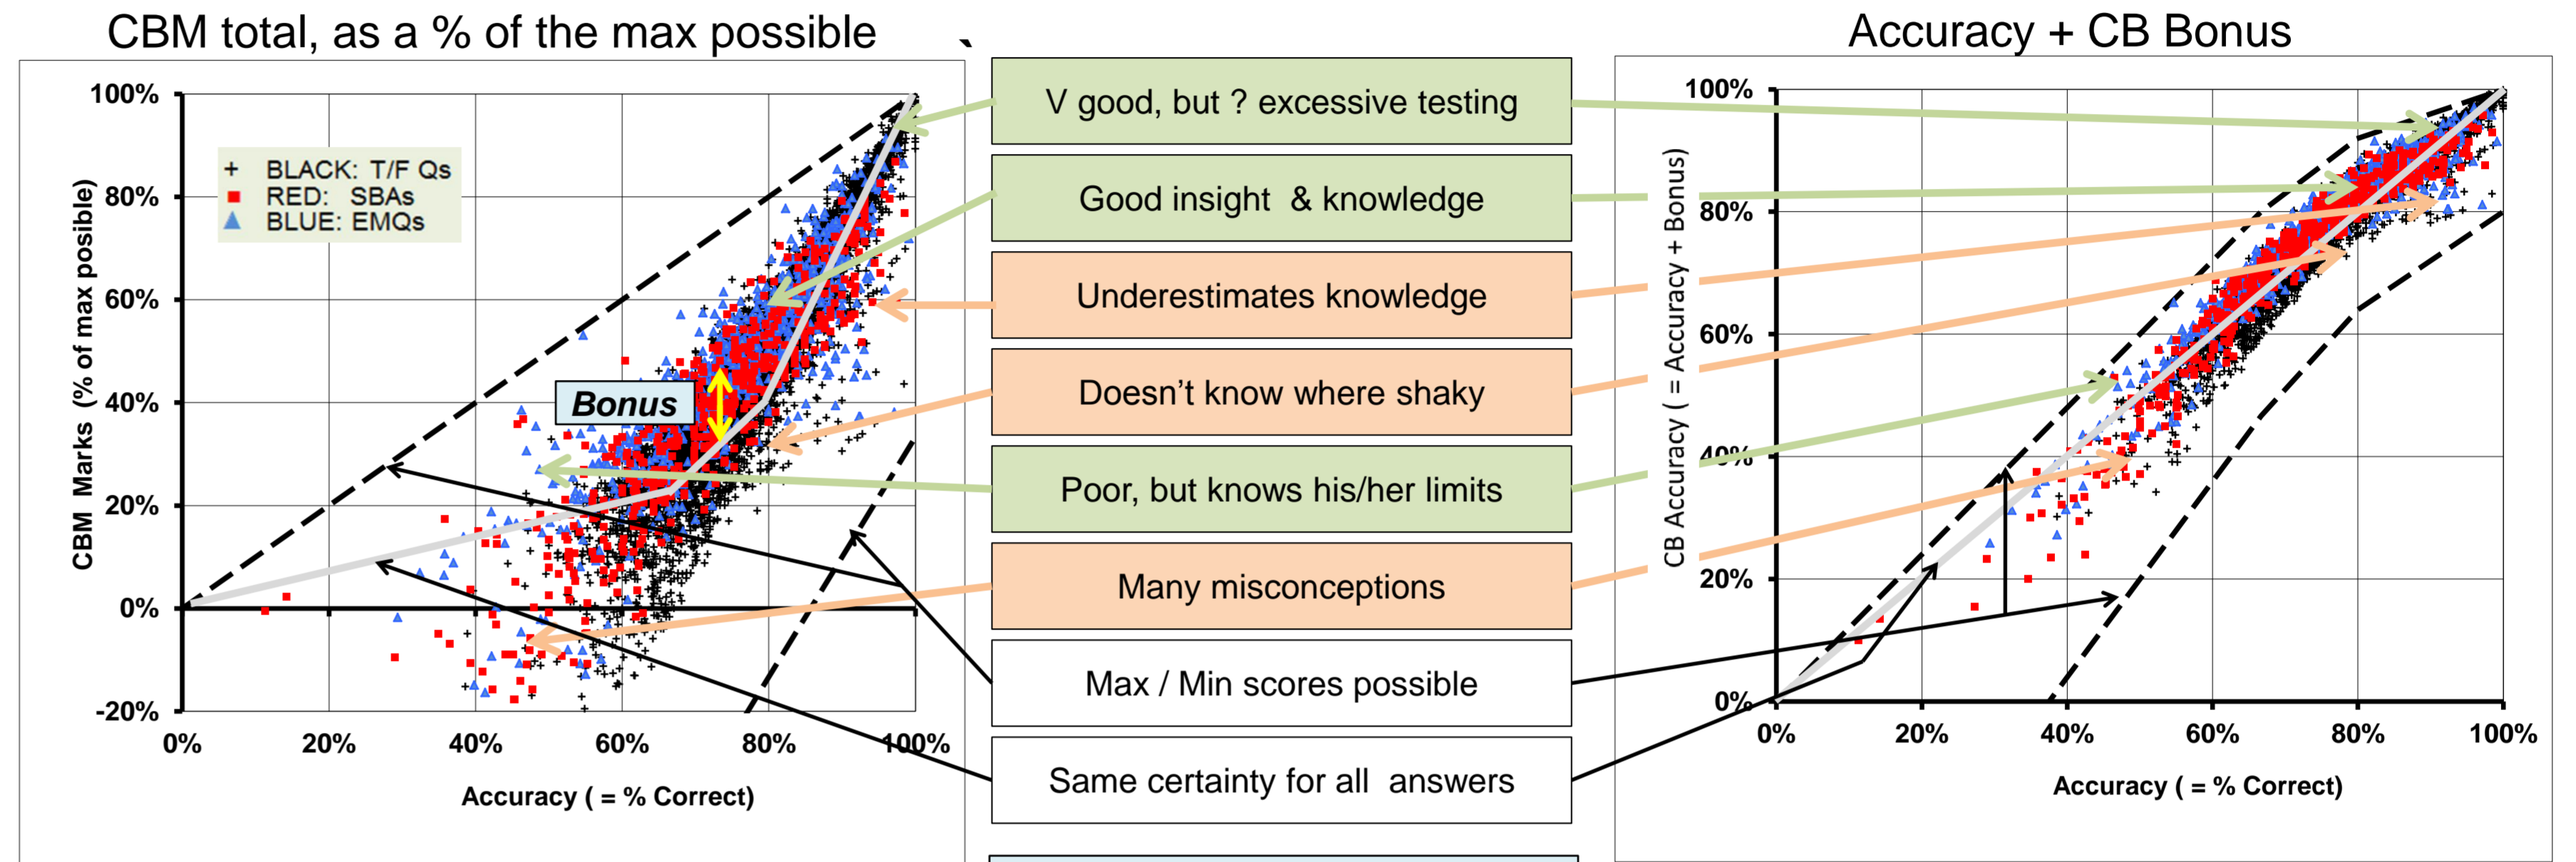 CBM total, as a % of the max possible
Accuracy + CB Bonus
100%
80%
60%
40%
20%
0%
-20%
CBM Marks (% of max posible)
+ BLACK: T/F Qs
RED: SBAs
BLUE: EMQs
Bonus
0%
20%
40%
60%
80%
100%
Accuracy ( = % Correct)
V good, but ? excessive testing
Good insight & knowledge
Underestimates knowledge
Doesn't know where shaky
Poor, but knows his/her limits
Many misconceptions
Max / Min scores possible
Same certainty for all answers
100%
80%
60%
40%
20%
0%
CB Accuracy ( = Accuracy + Bonus)
0%
20%
40%
60%
80%
100%
Accuracy ( = % Correct)